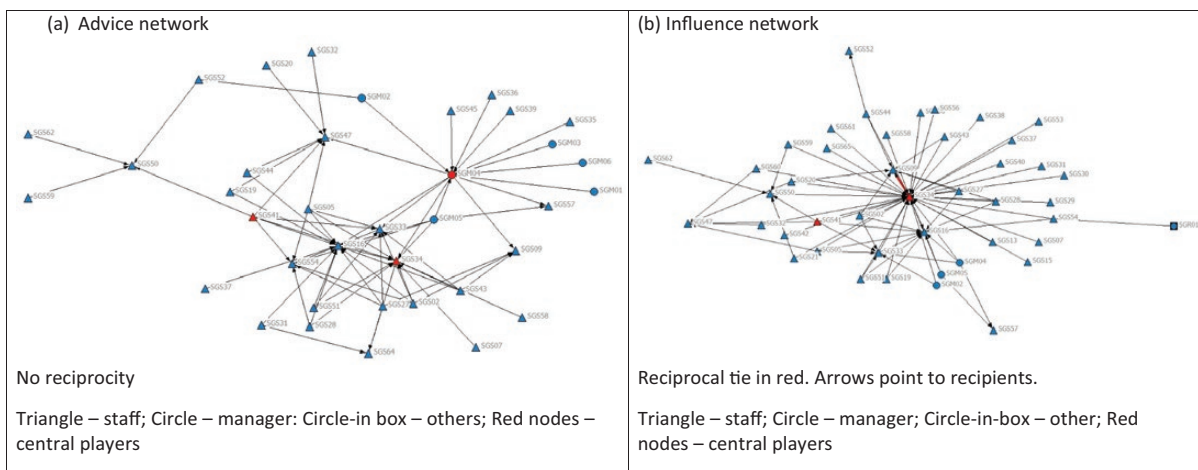 (a) Advice network
SGS32
SGS20
SGS52
SGM02
SGS36
SGS45
SGS39
SGS35
SGS47
SGM03
SGS62
SGS50
SGM06
SGS44
SGM04
SGM01
SGS59
SGS19
SGS05
SGS57
SGS41
SGM05
SGS33
SGS16
SGS09
SGS54
SGS34
SGS37
SGS43
SGS51
SGS27
SGS02
SGS58
SGS31
SGS28
SGS07
SGS64
No reciprocity
Triangle – staff; Circle – manager: Circle-in box – others; Red nodes –
central players
(b) Influence network
SGS52
SGS44
SGS56
SGS38
SGS53
SGS61
SGS58
SGS43
SGS37
SGS59
SGS65
SGS62
SGS60
SGS09
SGS40
SGS31
SGS30
SGS20
SGS50
SGS27
SGS28
SGS29
SGS34
SGS47
SGS32
SGS41
SGS02
SGS54
SGR01
SGS42
SGS16
SGS13
SGS07
SGS05
SGS33
SGS21
SGM04
SGS15
SGS51
SGS19
SGM05
SGM02
SGS57
Reciprocal tie in red. Arrows point to recipients.
Triangle – staff; Circle – manager; Circle-in-box – other; Red
nodes – central players